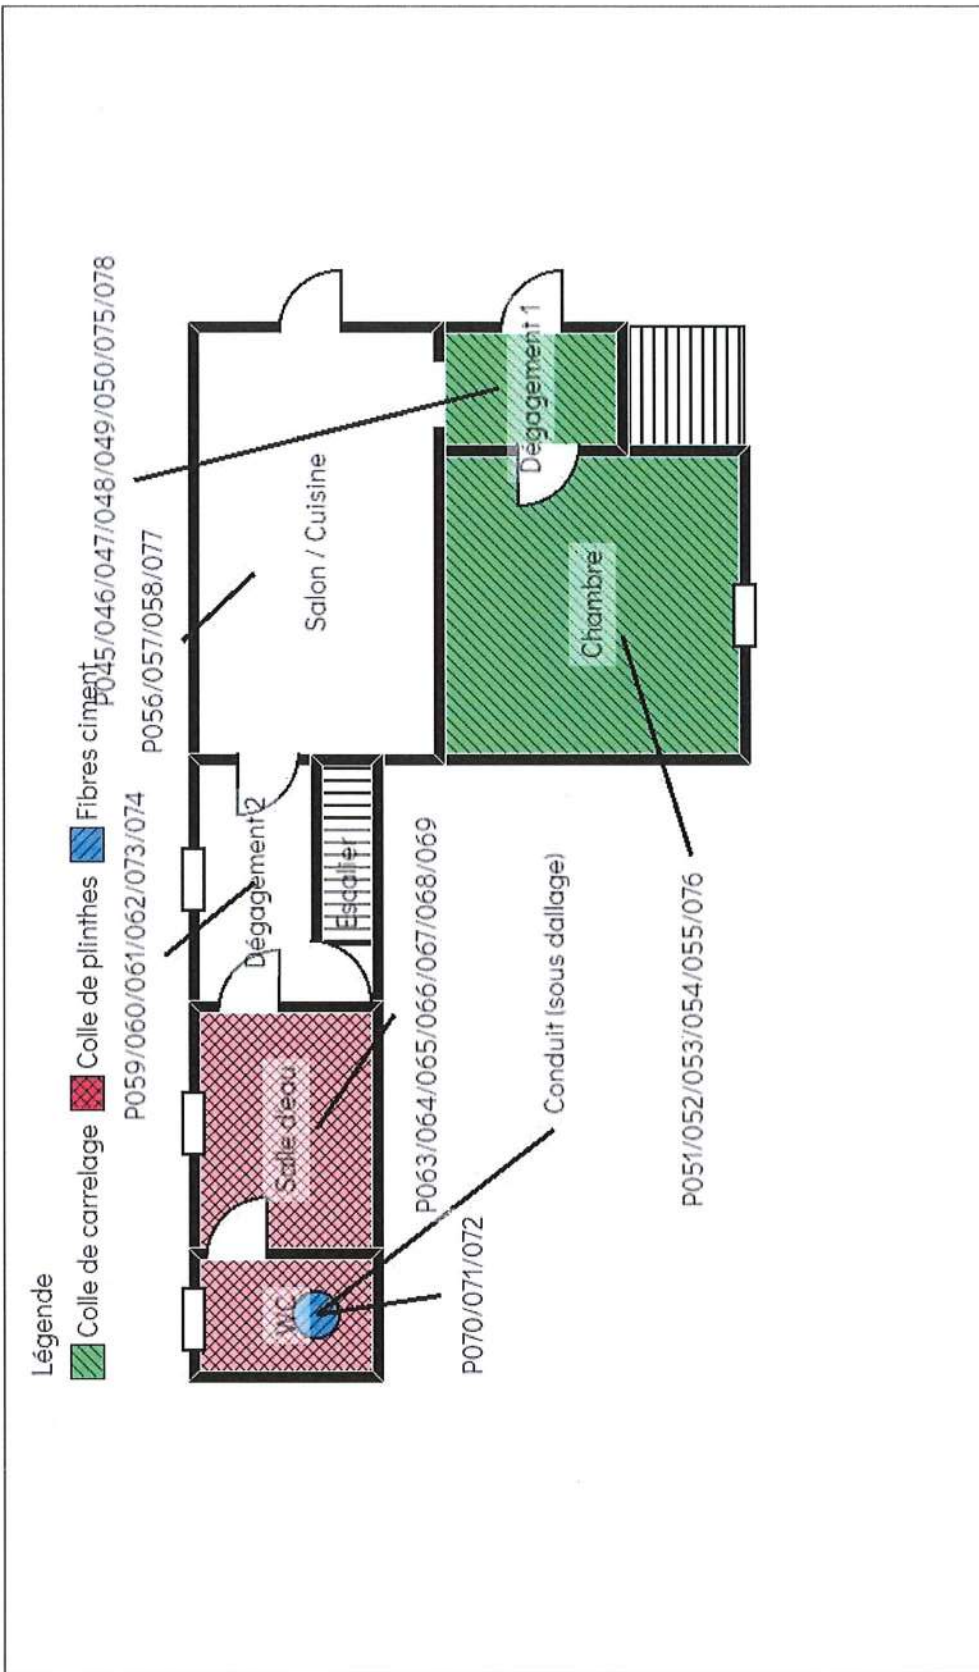 Légende
Colle de carrelage Colle de plinthes Fibres ciment
P045/046/047/048/049/050/075/078
P059/060/061/062/073/074
P056/057/058/077
Dégagement 2
Salon / Cuisine
WC
Salle d'eau
Escalier
P063/064/065/066/067/068/069
P070/071/072
Dégagement 1
Conduit (sous dallage)
Chambre
P051/052/053/054/055/076